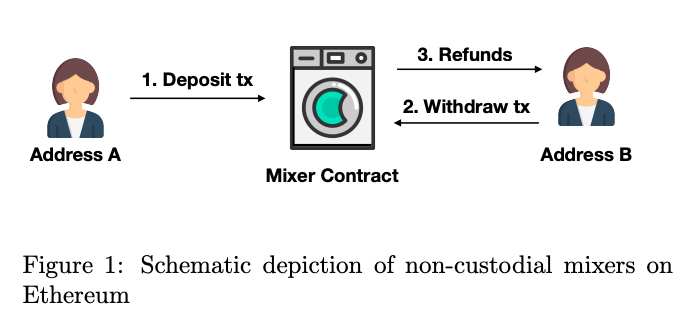 3. Refunds
1. Deposit tx
2. Withdraw tx
Address A
Address B
Mixer Contract
Figure 1: Schematic depiction of non-custodial mixers on
Ethereum